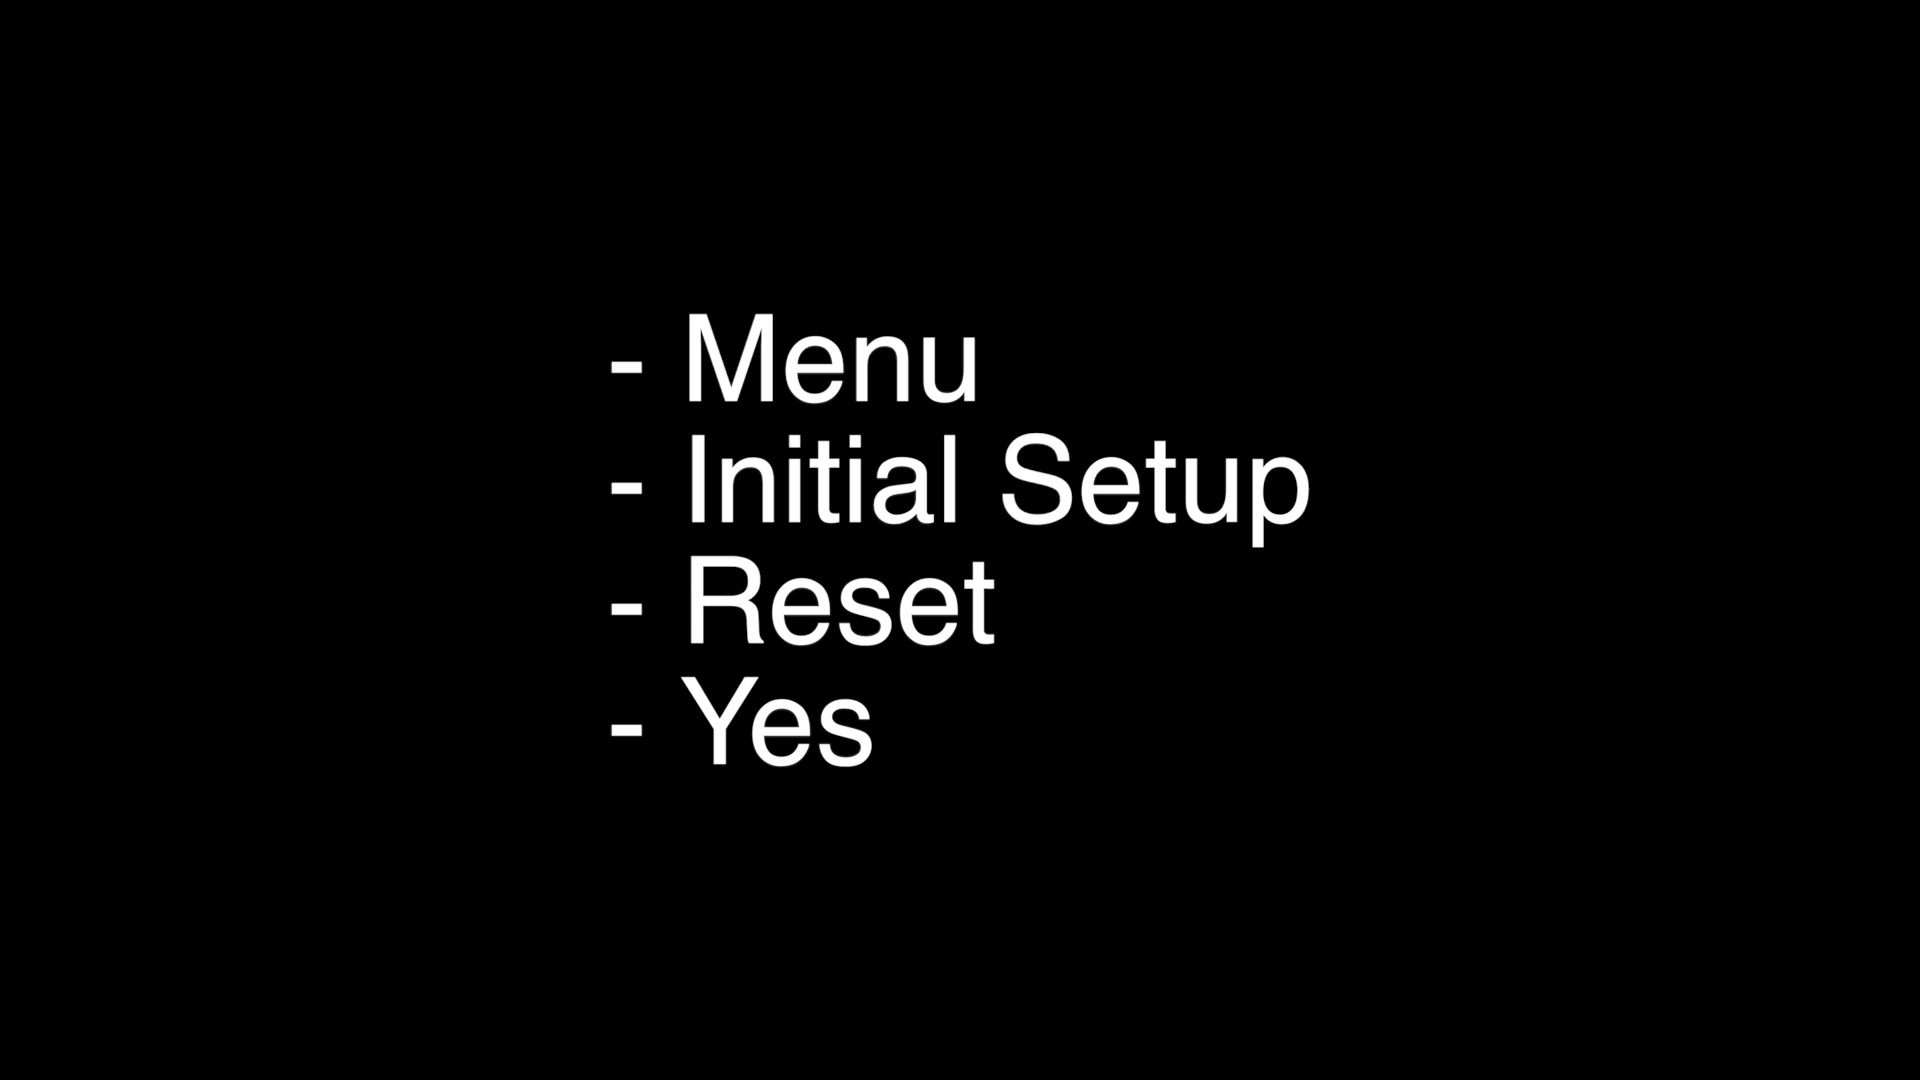 - Menu
- Initial Setup
- Reset
- Yes